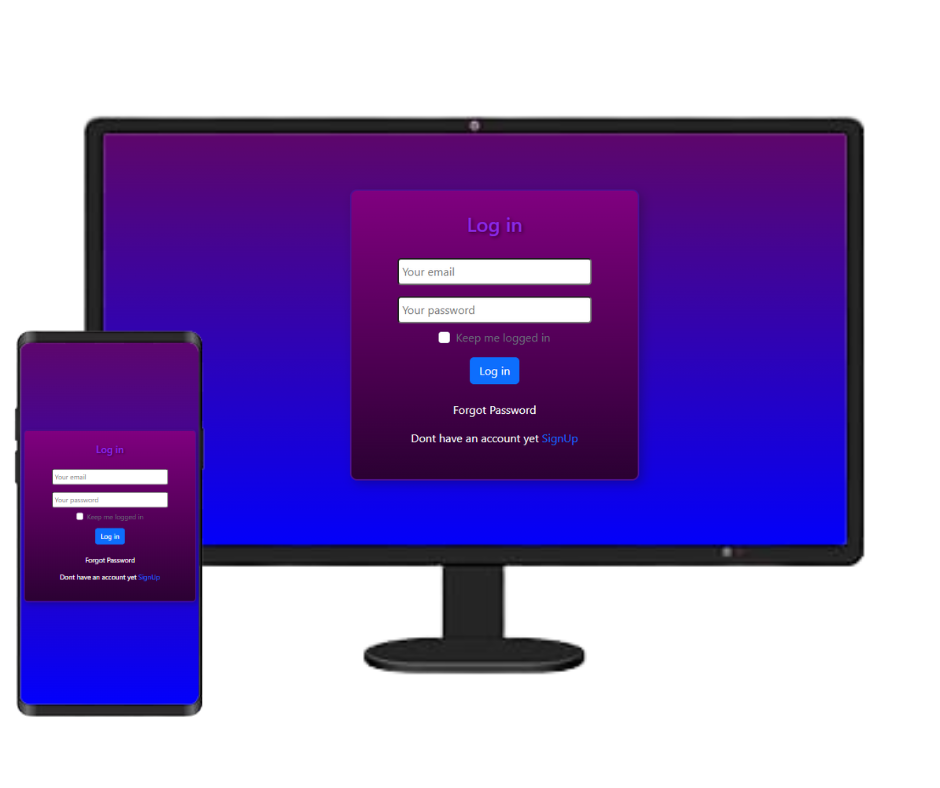 Log in
Your email
Your password
Keep me logged in
Log in
Forgot Password
Dont have an account yet SignUp
Log in
Your email
Your password
Keep me logged in
Log in
Forgot Password
Dont have an account yet SignUp